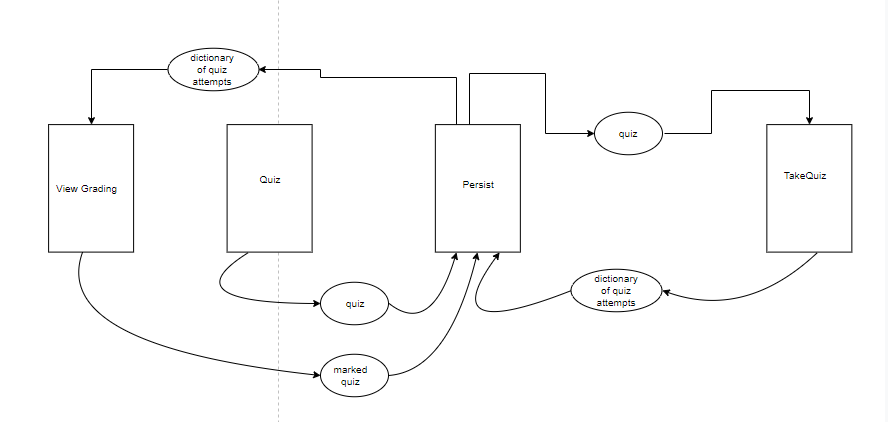 dictionary
of quiz
attempts
quiz
View Grading
Quiz
Persist
TakeQuiz
quiz
dictionary
of quiz
attempts
marked
quiz